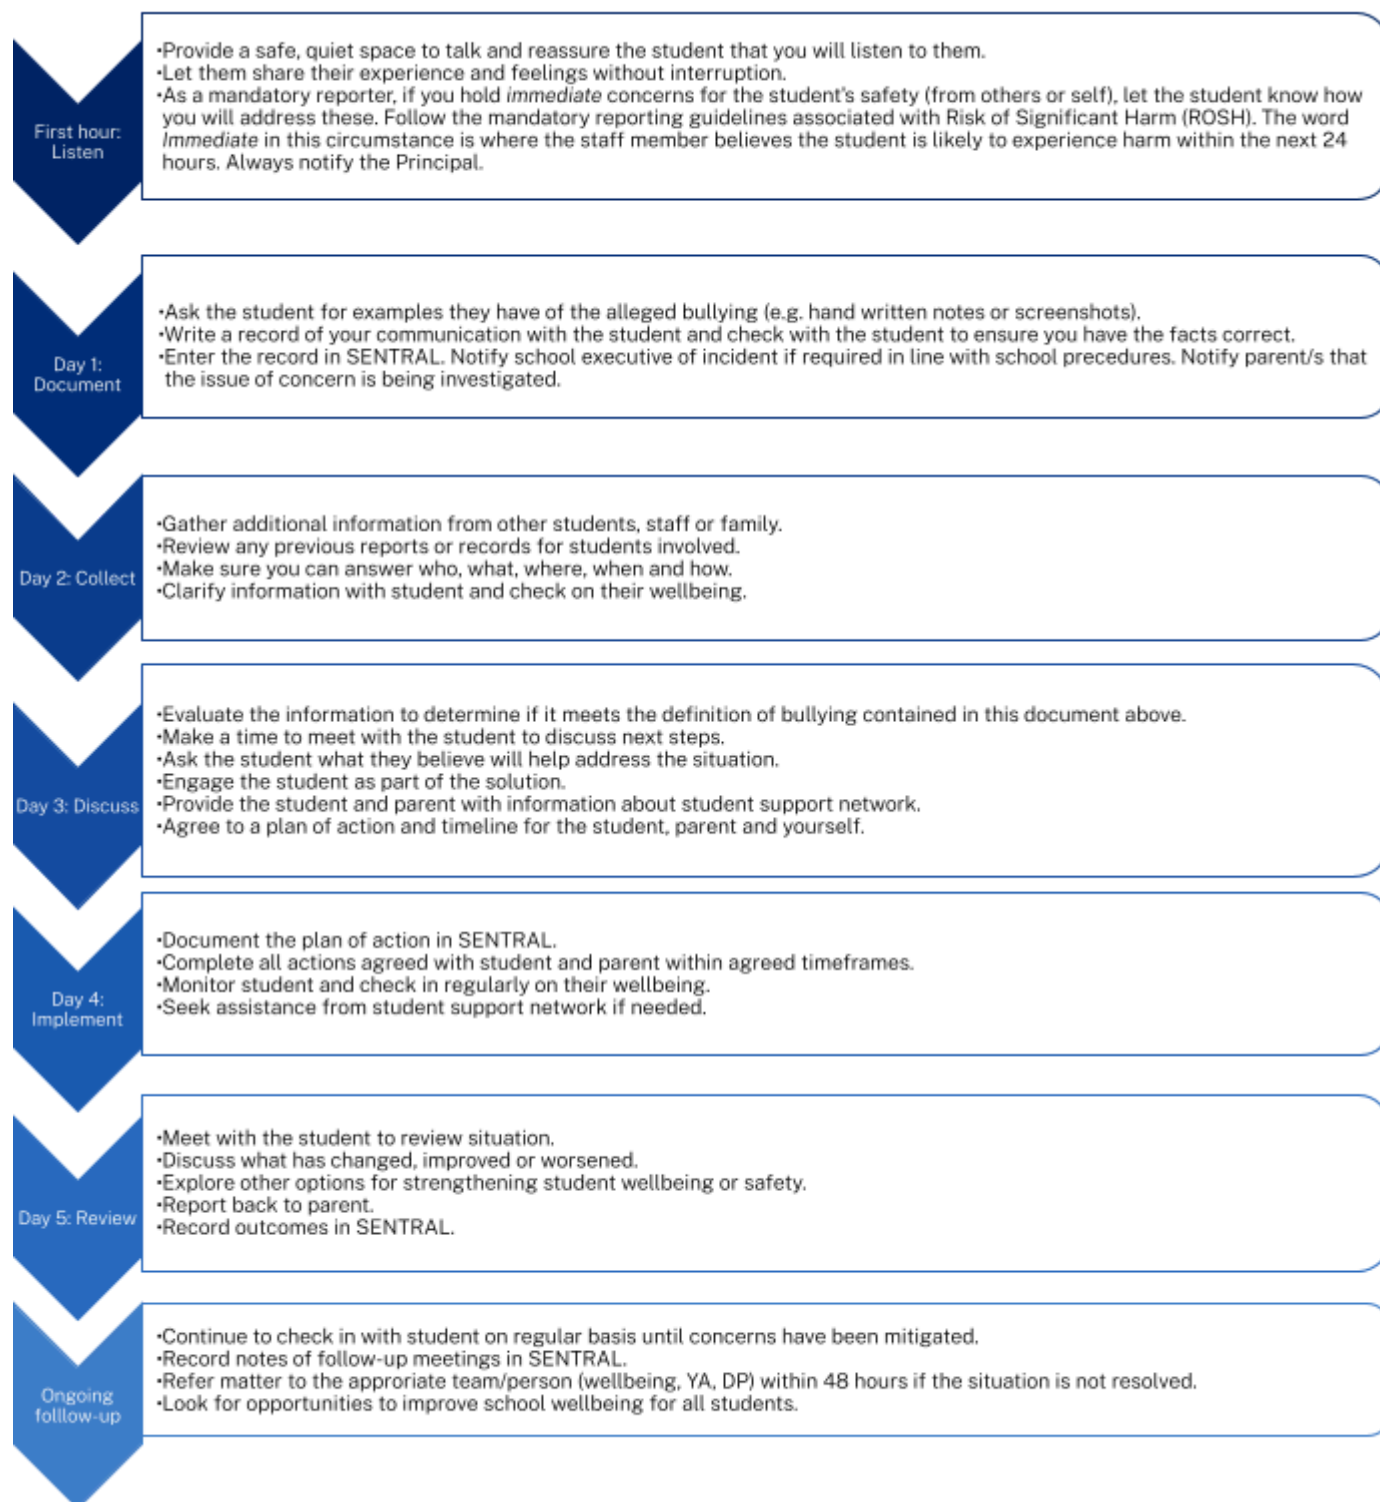 First hour:
Listen
•Provide a safe, quiet space to talk and reassure the student that you will listen to them.
•Let them share their experience and feelings without interruption.
•As a mandatory reporter, if you hold immediate concerns for the student's safety (from others or self), let the student know how
you will address these. Follow the mandatory reporting guidelines associated with Risk of Significant Harm (ROSH). The word
Immediate in this circumstance is where the staff member believes the student is likely to experience harm within the next 24
hours. Always notify the Principal.
Day 1:
Document
•Ask the student for examples they have of the alleged bullying (e.g. hand written notes or screenshots).
•Write a record of your communication with the student and check with the student to ensure you have the facts correct.
•Enter the record in SENTRAL. Notify school executive of incident if required in line with school precedures. Notify parent/s that
the issue of concern is being investigated.
Day 2: Collect
•Gather additional information from other students, staff or family.
•Review any previous reports or records for students involved.
•Make sure you can answer who, what, where, when and how.
•Clarify information with student and check on their wellbeing.
Day 3: Discuss
•Evaluate the information to determine if it meets the definition of bullying contained in this document above.
•Make a time to meet with the student to discuss next steps.
•Ask the student what they believe will help address the situation.
•Engage the student as part of the solution.
•Provide the student and parent with information about student support network.
•Agree to a plan of action and timeline for the student, parent and yourself.
Day 4:
Implement
•Document the plan of action in SENTRAL.
•Complete all actions agreed with student and parent within agreed timeframes.
•Monitor student and check in regularly on their wellbeing.
•Seek assistance from student support network if needed.
Day 5: Review
•Meet with the student to review situation.
•Discuss what has changed, improved or worsened.
•Explore other options for strengthening student wellbeing or safety.
•Report back to parent.
•Record outcomes in SENTRAL.
Ongoing
folllow-up
•Continue to check in with student on regular basis until concerns have been mitigated.
•Record notes of follow-up meetings in SENTRAL.
•Refer matter to the approriate team/person (wellbeing, YA, DP) within 48 hours if the situation is not resolved.
•Look for opportunities to improve school wellbeing for all students.